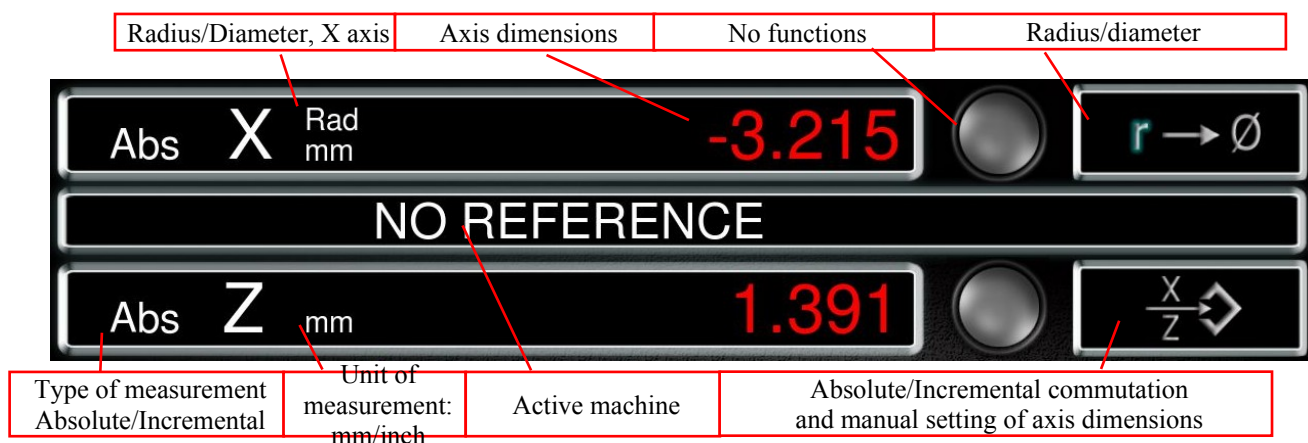 Radius/Diameter, X axis
Axis dimensions
No functions
Radius/diameter
Abs X Rad mm -3.215
r → Ø
NO REFERENCE
Abs Z mm 1.391
X
Z
Type of measurement
Absolute/Incremental
Unit of
measurement:
mm/inch
Active machine
Absolute/Incremental commutation
and manual setting of axis dimensions